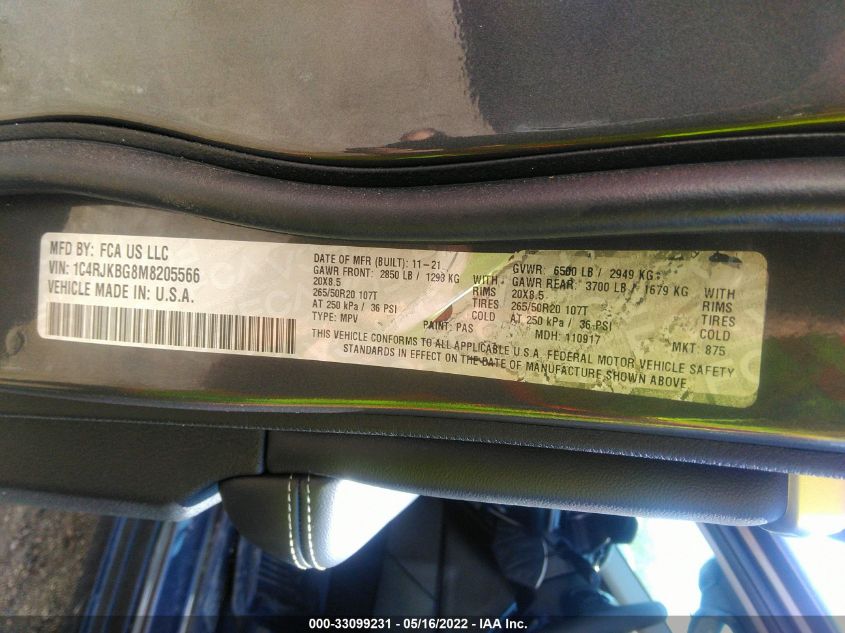 MFD BY: FCA US LLC
VIN: 1C4RJKBG8M8205566
VEHICLE MADE IN: U.S.A.
DATE OF MFR (BUILT): 11-21
GAWR FRONT: 2850 LB / 1293 KG WITH
20X8.5 RIMS
265/50R20 107T TIRES
AT 250 kPa / 36 PSI COLD
TYPE: MPV PAINT: PAS
GVWR: 6500 LB / 2949 KG
GAWR REAR: 3700 LB / 1679 KG WITH
20X8.5 RIMS
265/50R20 107T TIRES
AT 250 kPa / 36 PSI COLD
MDH: 110917 MKT: 875
THIS VEHICLE CONFORMS TO ALL APPLICABLE U.S.A. FEDERAL MOTOR VEHICLE SAFETY
STANDARDS IN EFFECT ON THE DATE OF MANUFACTURE SHOWN ABOVE
000-33099231 - 05/16/2022 - IAA Inc.